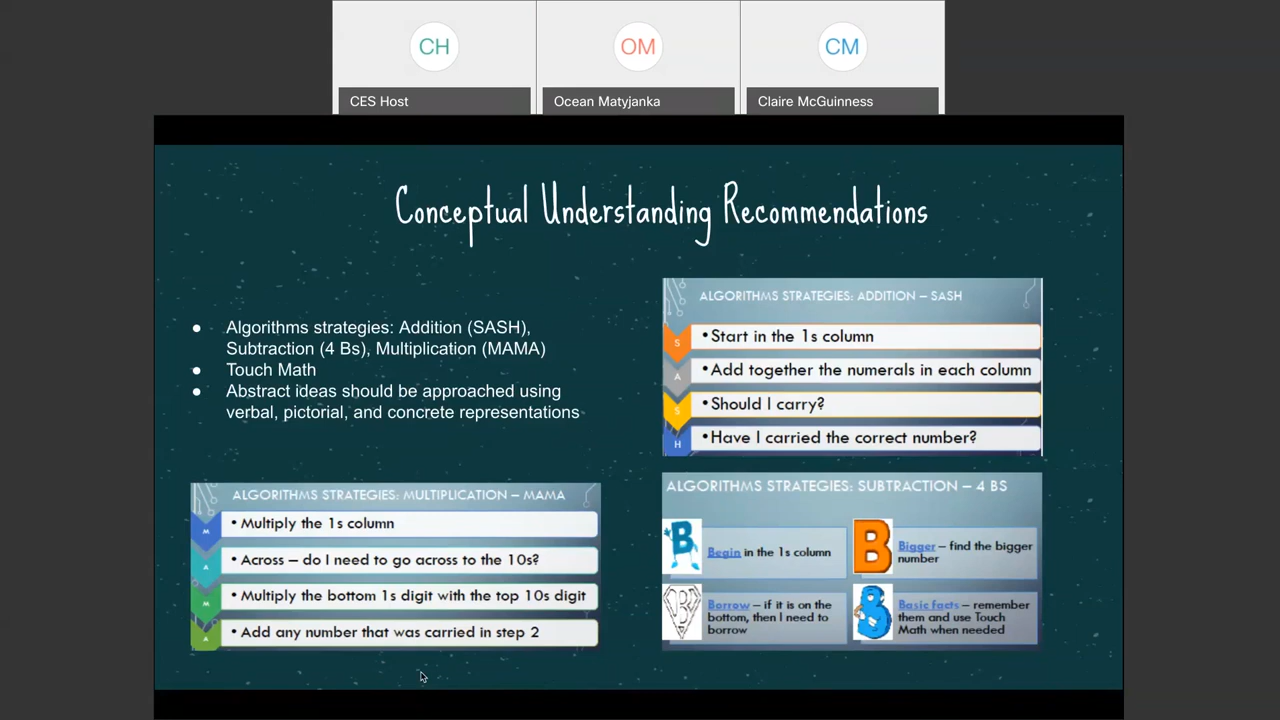 CH
OM
CM
CES Host
Ocean Matyjanka
Claire McGuinness
Conceptual Understanding Recommendations
● Algorithms strategies: Addition (SASH),
Subtraction (4 Bs), Multiplication (MAMA)
● Touch Math
● Abstract ideas should be approached using
verbal, pictorial, and concrete representations
ALGORITHMS STRATEGIES: ADDITION – SASH
S •Start in the 1s column
A •Add together the numerals in each column
S •Should I carry?
H •Have I carried the correct number?
ALGORITHMS STRATEGIES: MULTIPLICATION – MAMA
M • Multiply the 1s column
A • Across – do I need to go across to the 10s?
M • Multiply the bottom 1s digit with the top 10s digit
A • Add any number that was carried in step 2
ALGORITHMS STRATEGIES: SUBTRACTION – 4 BS
B
Begin in the 1s column
B
Bigger – find the bigger
number
B
Borrow – if it is on the
bottom, then I need to
borrow
B
Basic facts – remember
them and use Touch
Math when needed